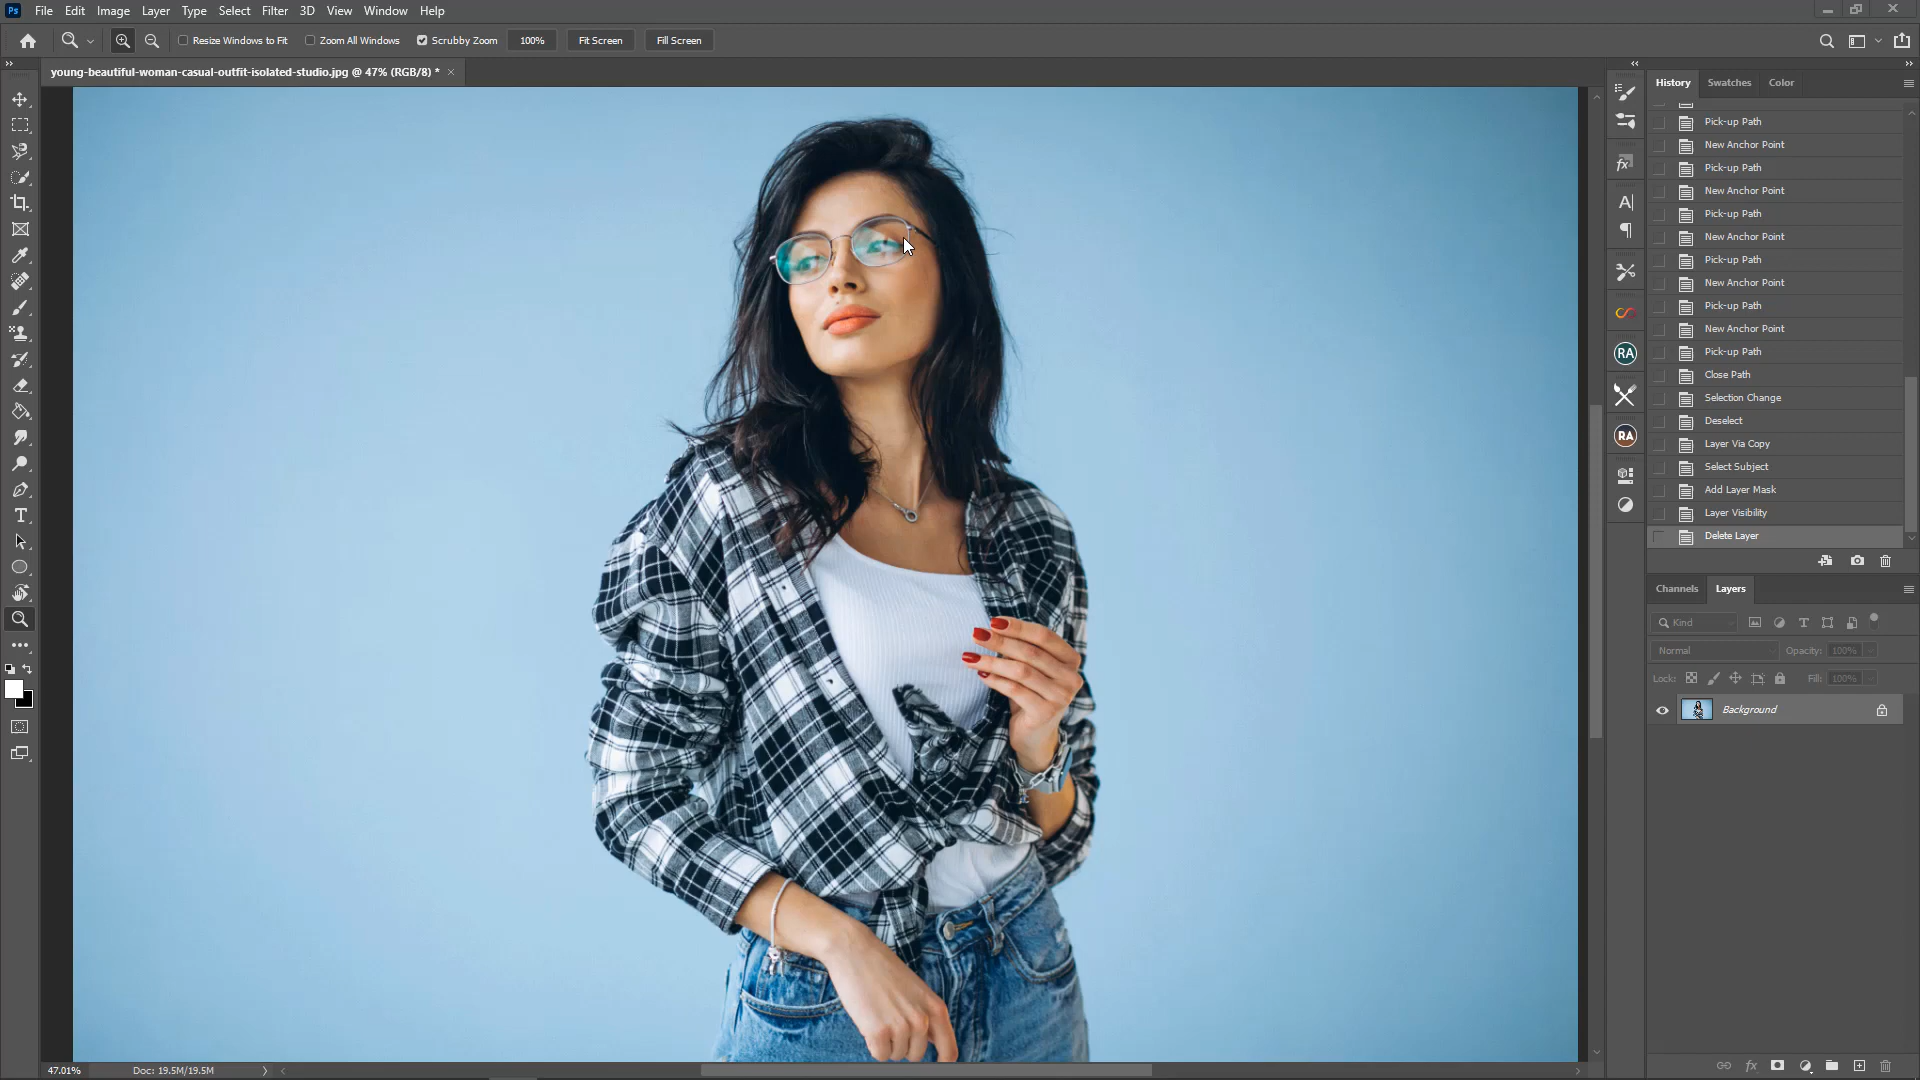 Ps File Edit Image Layer Type Select Filter 3D View Window Help
Resize Windows to Fit Zoom All Windows Scrubby Zoom 100% Fit Screen Fill Screen
young-beautiful-woman-casual-outfit-isolated-studio.jpg @ 47% (RGB/8) *
History Swatches Color
Pick-up Path
New Anchor Point
Pick-up Path
New Anchor Point
Pick-up Path
New Anchor Point
Pick-up Path
New Anchor Point
Pick-up Path
New Anchor Point
Pick-up Path
Close Path
Selection Change
Deselect
Layer Via Copy
Select Subject
Add Layer Mask
Layer Visibility
Delete Layer
RA
RA
Channels Layers
Kind
Normal Opacity: 100%
Lock: Fill: 100%
Background
47.01% Doc: 19.5M/19.5M